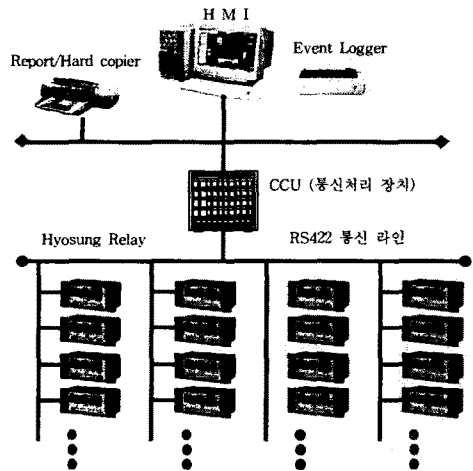 H M I
Report/Hard copier
Event Logger
CCU (통신처리 장치)
Hyosung Relay
RS422 통신 라인